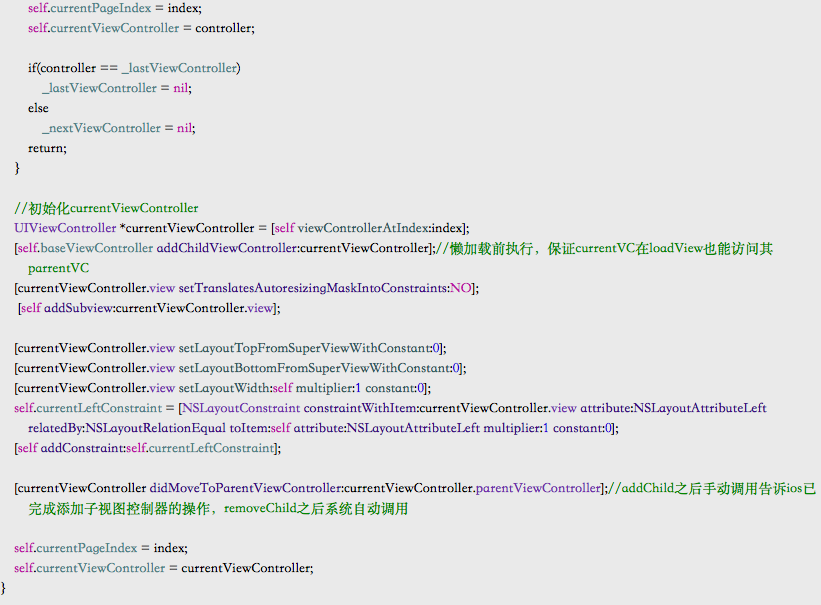 self.currentPageIndex = index;
self.currentViewController = controller;
if(controller == _lastViewController)
_lastViewController = nil;
else
_nextViewController = nil;
return;
}
//初始化currentViewController
UIViewController *currentViewController = [self viewControllerAtIndex:index];
[self.baseViewController addChildViewController:currentViewController];//懒加载前执行，保证currentVC在loadView也能访问其
parrentVC
[currentViewController.view setTranslatesAutoresizingMaskIntoConstraints:NO];
[self addSubview:currentViewController.view];
[currentViewController.view setLayoutTopFromSuperViewWithConstant:0];
[currentViewController.view setLayoutBottomFromSuperViewWithConstant:0];
[currentViewController.view setLayoutWidth:self multiplier:1 constant:0];
self.currentLeftConstraint = [NSLayoutConstraint constraintWithItem:currentViewController.view attribute:NSLayoutAttributeLeft
relatedBy:NSLayoutRelationEqual toItem:self attribute:NSLayoutAttributeLeft multiplier:1 constant:0];
[self addConstraint:self.currentLeftConstraint];
[currentViewController didMoveToParentViewController:currentViewController.parentViewController];//addChild之后手动调用告诉ios已
完成添加子视图控制器的操作，removeChild之后系统自动调用
self.currentPageIndex = index;
self.currentViewController = currentViewController;
}